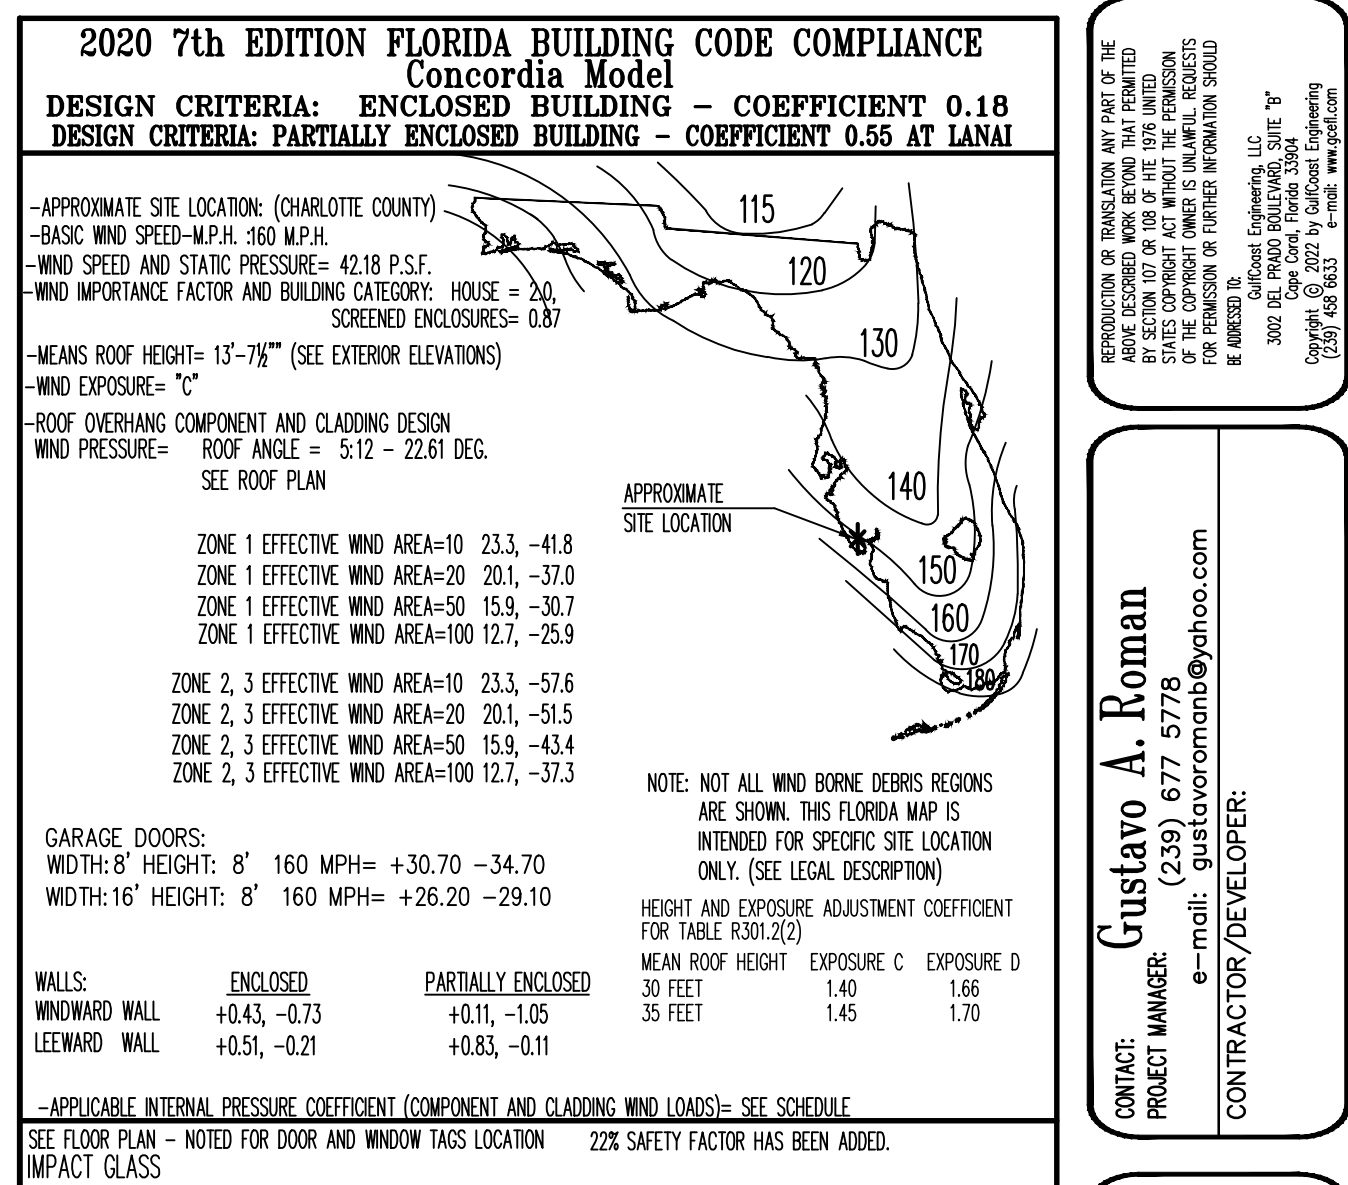 2020 7th EDITION FLORIDA BUILDING CODE COMPLIANCE
Concordia Model
DESIGN CRITERIA: ENCLOSED BUILDING – COEFFICIENT 0.18
DESIGN CRITERIA: PARTIALLY ENCLOSED BUILDING – COEFFICIENT 0.55 AT LANAI
-APPROXIMATE SITE LOCATION: (CHARLOTTE COUNTY)
-BASIC WIND SPEED-M.P.H. :160 M.P.H.
-WIND SPEED AND STATIC PRESSURE= 42.18 P.S.F.
-WIND IMPORTANCE FACTOR AND BUILDING CATEGORY: HOUSE = 2.0,
SCREENED ENCLOSURES= 0.87
-MEANS ROOF HEIGHT= 13'-7½"" (SEE EXTERIOR ELEVATIONS)
-WIND EXPOSURE= "C"
-ROOF OVERHANG COMPONENT AND CLADDING DESIGN
WIND PRESSURE= ROOF ANGLE = 5:12 – 22.61 DEG.
SEE ROOF PLAN
ZONE 1 EFFECTIVE WIND AREA=10 23.3, -41.8
ZONE 1 EFFECTIVE WIND AREA=20 20.1, -37.0
ZONE 1 EFFECTIVE WIND AREA=50 15.9, -30.7
ZONE 1 EFFECTIVE WIND AREA=100 12.7, -25.9
ZONE 2, 3 EFFECTIVE WIND AREA=10 23.3, -57.6
ZONE 2, 3 EFFECTIVE WIND AREA=20 20.1, -51.5
ZONE 2, 3 EFFECTIVE WIND AREA=50 15.9, -43.4
ZONE 2, 3 EFFECTIVE WIND AREA=100 12.7, -37.3
GARAGE DOORS:
WIDTH: 8' HEIGHT: 8' 160 MPH= +30.70 -34.70
WIDTH: 16' HEIGHT: 8' 160 MPH= +26.20 -29.10
WALLS: ENCLOSED PARTIALLY ENCLOSED
WINDWARD WALL +0.43, -0.73 +0.11, -1.05
LEEWARD WALL +0.51, -0.21 +0.83, -0.11
-APPLICABLE INTERNAL PRESSURE COEFFICIENT (COMPONENT AND CLADDING WIND LOADS)= SEE SCHEDULE
SEE FLOOR PLAN – NOTED FOR DOOR AND WINDOW TAGS LOCATION 22% SAFETY FACTOR HAS BEEN ADDED.
IMPACT GLASS
115
120
130
140
150
160
170
180
APPROXIMATE
SITE LOCATION
NOTE: NOT ALL WIND BORNE DEBRIS REGIONS
ARE SHOWN. THIS FLORIDA MAP IS
INTENDED FOR SPECIFIC SITE LOCATION
ONLY. (SEE LEGAL DESCRIPTION)
HEIGHT AND EXPOSURE ADJUSTMENT COEFFICIENT
FOR TABLE R301.2(2)
MEAN ROOF HEIGHT EXPOSURE C EXPOSURE D
30 FEET 1.40 1.66
35 FEET 1.45 1.70
REPRODUCTION OR TRANSLATION ANY PART OF THE
ABOVE DESCRIBED WORK BEYOND THAT PERMITTED
BY SECTION 107 OR 108 OF HTE 1976 UNITED
STATES COPYRIGHT ACT WITHOUT THE PERMISSION
OF THE COPYRIGHT OWNER IS UNLAWFUL. REQUESTS
FOR PERMISSION OR FURTHER INFORMATION SHOULD
BE ADDRESSED TO:
GulfCoast Engineering, LLC
3002 DEL PRADO BOULEVARD, SUITE "B"
Cape Coral, Florida 33904
Copyright © 2022 by GulfCoast Engineering
(239) 458 6633 e-mail: www.gcefl.com
CONTACT:
Gustavo A. Roman
PROJECT MANAGER:
(239) 677 5778
e-mail: gustavoromanb@yahoo.com
CONTRACTOR/DEVELOPER: